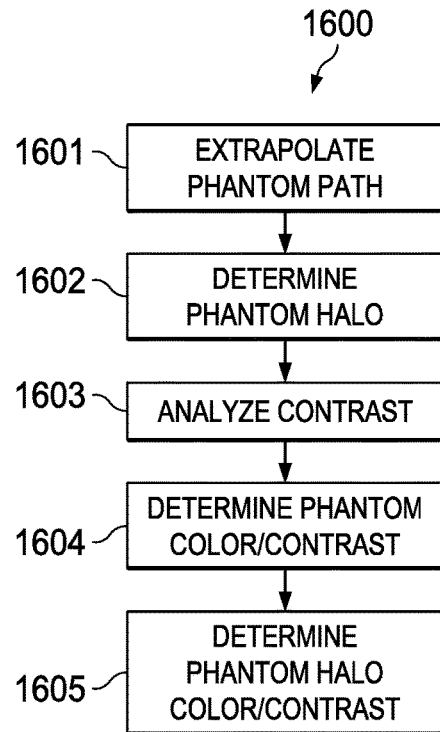 1600
1601
EXTRAPOLATE
PHANTOM PATH
1602
DETERMINE
PHANTOM HALO
1603
ANALYZE CONTRAST
1604
DETERMINE PHANTOM
COLOR/CONTRAST
1605
DETERMINE
PHANTOM HALO
COLOR/CONTRAST